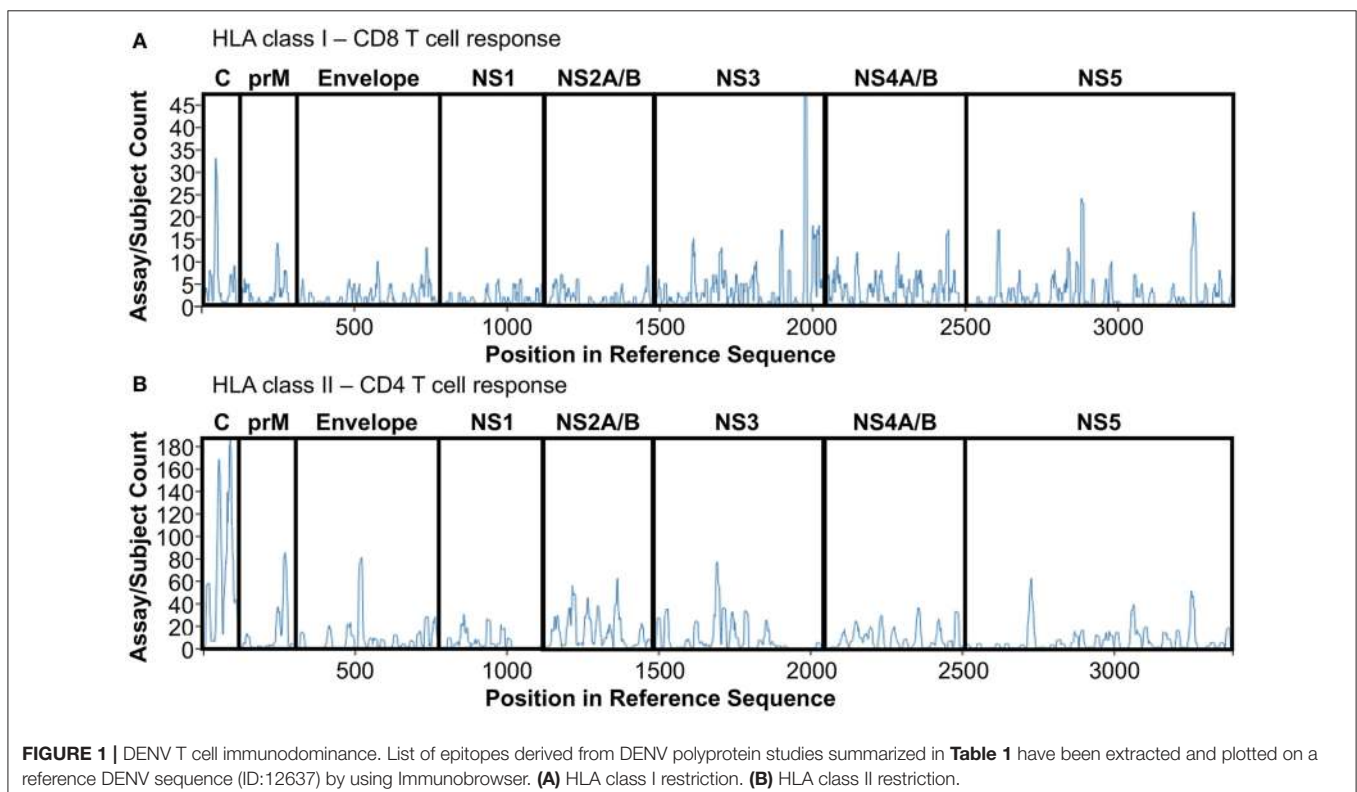 A HLA class I – CD8 T cell response
C prM Envelope NS1 NS2A/B NS3 NS4A/B NS5
Assay/Subject Count
45
40
35
30
25
20
15
10
5
0
500 1000 1500 2000 2500 3000
Position in Reference Sequence
B HLA class II – CD4 T cell response
C prM Envelope NS1 NS2A/B NS3 NS4A/B NS5
Assay/Subject Count
180
160
140
120
100
80
60
40
20
0
500 1000 1500 2000 2500 3000
Position in Reference Sequence
FIGURE 1 | DENV T cell immunodominance. List of epitopes derived from DENV polyprotein studies summarized in Table 1 have been extracted and plotted on a
reference DENV sequence (ID:12637) by using Immunobrowser. (A) HLA class I restriction. (B) HLA class II restriction.